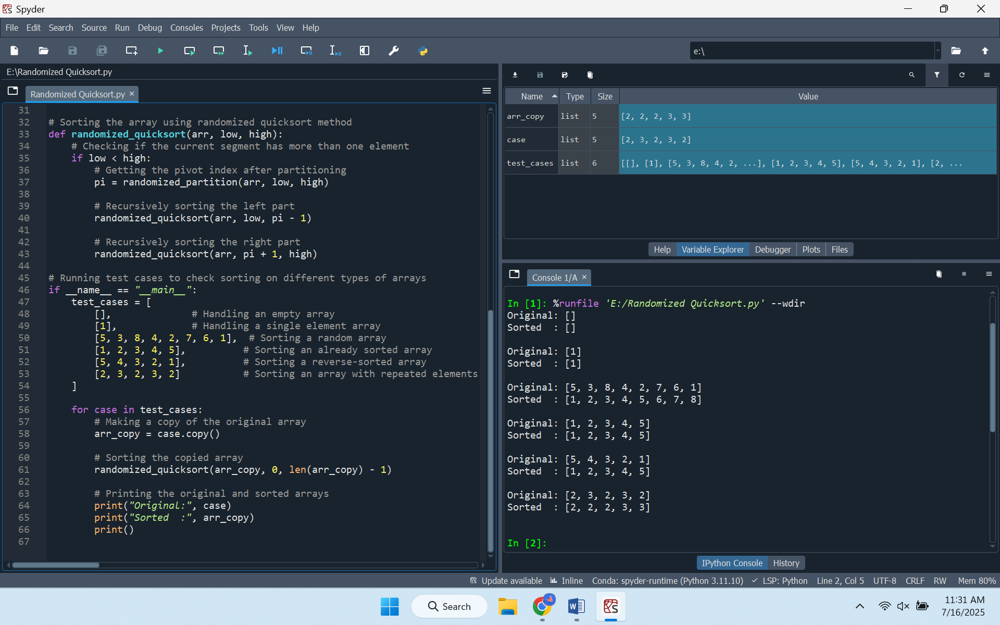 Spyder
File Edit Search Source Run Debug Consoles Projects Tools View Help
e:\
E:\Randomized Quicksort.py
Randomized Quicksort.py
31
32 # Sorting the array using randomized quicksort method
33 def randomized_quicksort(arr, low, high):
34     # Checking if the current segment has more than one element
35     if low < high:
36         # Getting the pivot index after partitioning
37         pi = randomized_partition(arr, low, high)
38
39         # Recursively sorting the left part
40         randomized_quicksort(arr, low, pi - 1)
41
42         # Recursively sorting the right part
43         randomized_quicksort(arr, pi + 1, high)
44
45 # Running test cases to check sorting on different types of arrays
46 if __name__ == "__main__":
47     test_cases = [
48         [],              # Handling an empty array
49         [1],             # Handling a single element array
50         [5, 3, 8, 4, 2, 7, 6, 1],  # Sorting a random array
51         [1, 2, 3, 4, 5],          # Sorting an already sorted array
52         [5, 4, 3, 2, 1],          # Sorting a reverse-sorted array
53         [2, 3, 2, 3, 2]           # Sorting an array with repeated elements
54     ]
55
56     for case in test_cases:
57         # Making a copy of the original array
58         arr_copy = case.copy()
59
60         # Sorting the copied array
61         randomized_quicksort(arr_copy, 0, len(arr_copy) - 1)
62
63         # Printing the original and sorted arrays
64         print("Original:", case)
65         print("Sorted  :", arr_copy)
66         print()
67
Name Type Size Value
arr_copy list 5 [2, 2, 2, 3, 3]
case list 5 [2, 3, 2, 3, 2]
test_cases list 6 [[], [1], [5, 3, 8, 4, 2, ...], [1, 2, 3, 4, 5], [5, 4, 3, 2, 1], [2, ...
Help Variable Explorer Debugger Plots Files
Console 1/A
In [1]: %runfile 'E:/Randomized Quicksort.py' --wdir
Original: []
Sorted  : []
Original: [1]
Sorted  : [1]
Original: [5, 3, 8, 4, 2, 7, 6, 1]
Sorted  : [1, 2, 3, 4, 5, 6, 7, 8]
Original: [1, 2, 3, 4, 5]
Sorted  : [1, 2, 3, 4, 5]
Original: [5, 4, 3, 2, 1]
Sorted  : [1, 2, 3, 4, 5]
Original: [2, 3, 2, 3, 2]
Sorted  : [2, 2, 2, 3, 3]
In [2]:
IPython Console History
Update available Inline Conda: spyder-runtime (Python 3.11.10) LSP: Python Line 2, Col 5 UTF-8 CRLF RW Mem 80%
Search
11:31 AM
7/16/2025